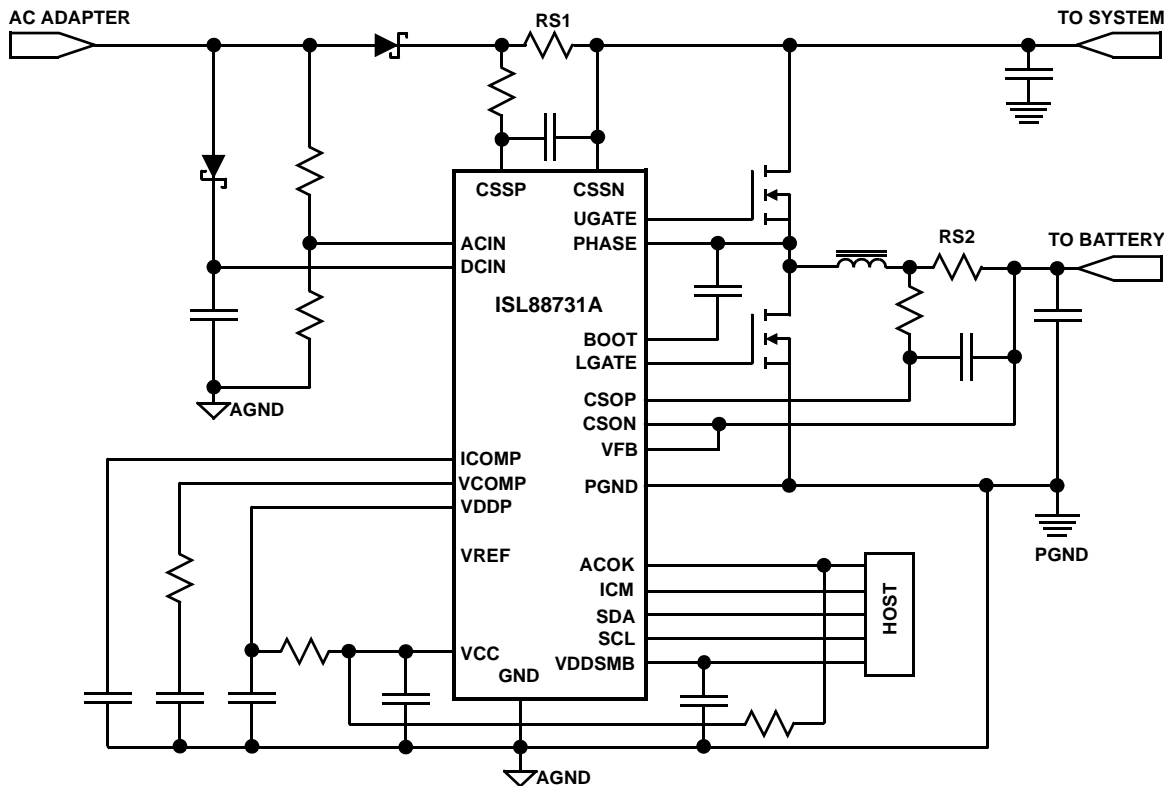 AC ADAPTER
RS1
TO SYSTEM
CSSP
CSSN
UGATE
PHASE
ACIN
DCIN
RS2
TO BATTERY
ISL88731A
BOOT
LGATE
CSOP
CSON
VFB
AGND
ICOMP
VCOMP
VDDP
PGND
VREF
PGND
ACOK
ICM
SDA
SCL
VDDSMB
HOST
VCC
GND
AGND